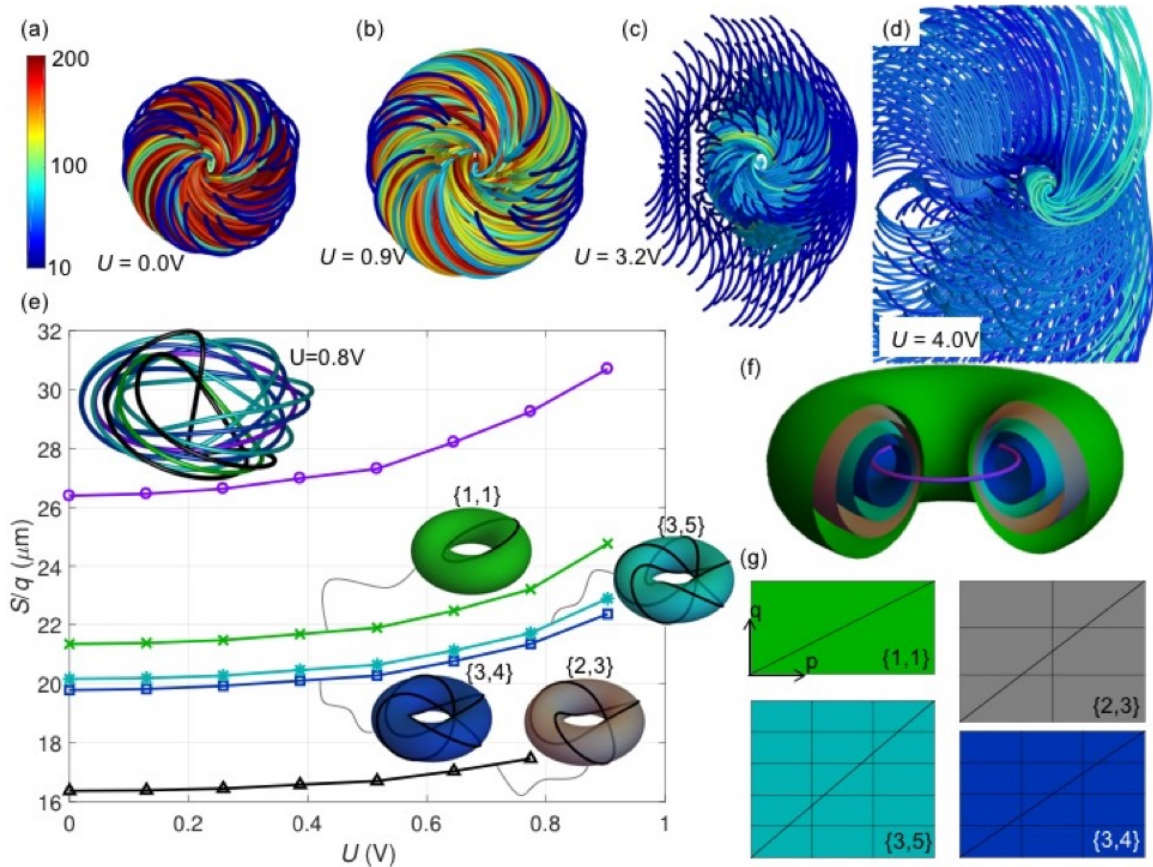 (a)
200
100
10
U = 0.0V
(b)
U = 0.9V
(c)
U = 3.2V
(d)
U = 4.0V
(e)
U=0.8V
32
30
28
26
24
22
20
18
16
S/q (μm)
0
0.2
0.4
0.6
0.8
1
U (V)
{1,1}
{3,5}
{3,4}
{2,3}
(f)
(g)
q
p
{1,1}
{2,3}
{3,5}
{3,4}